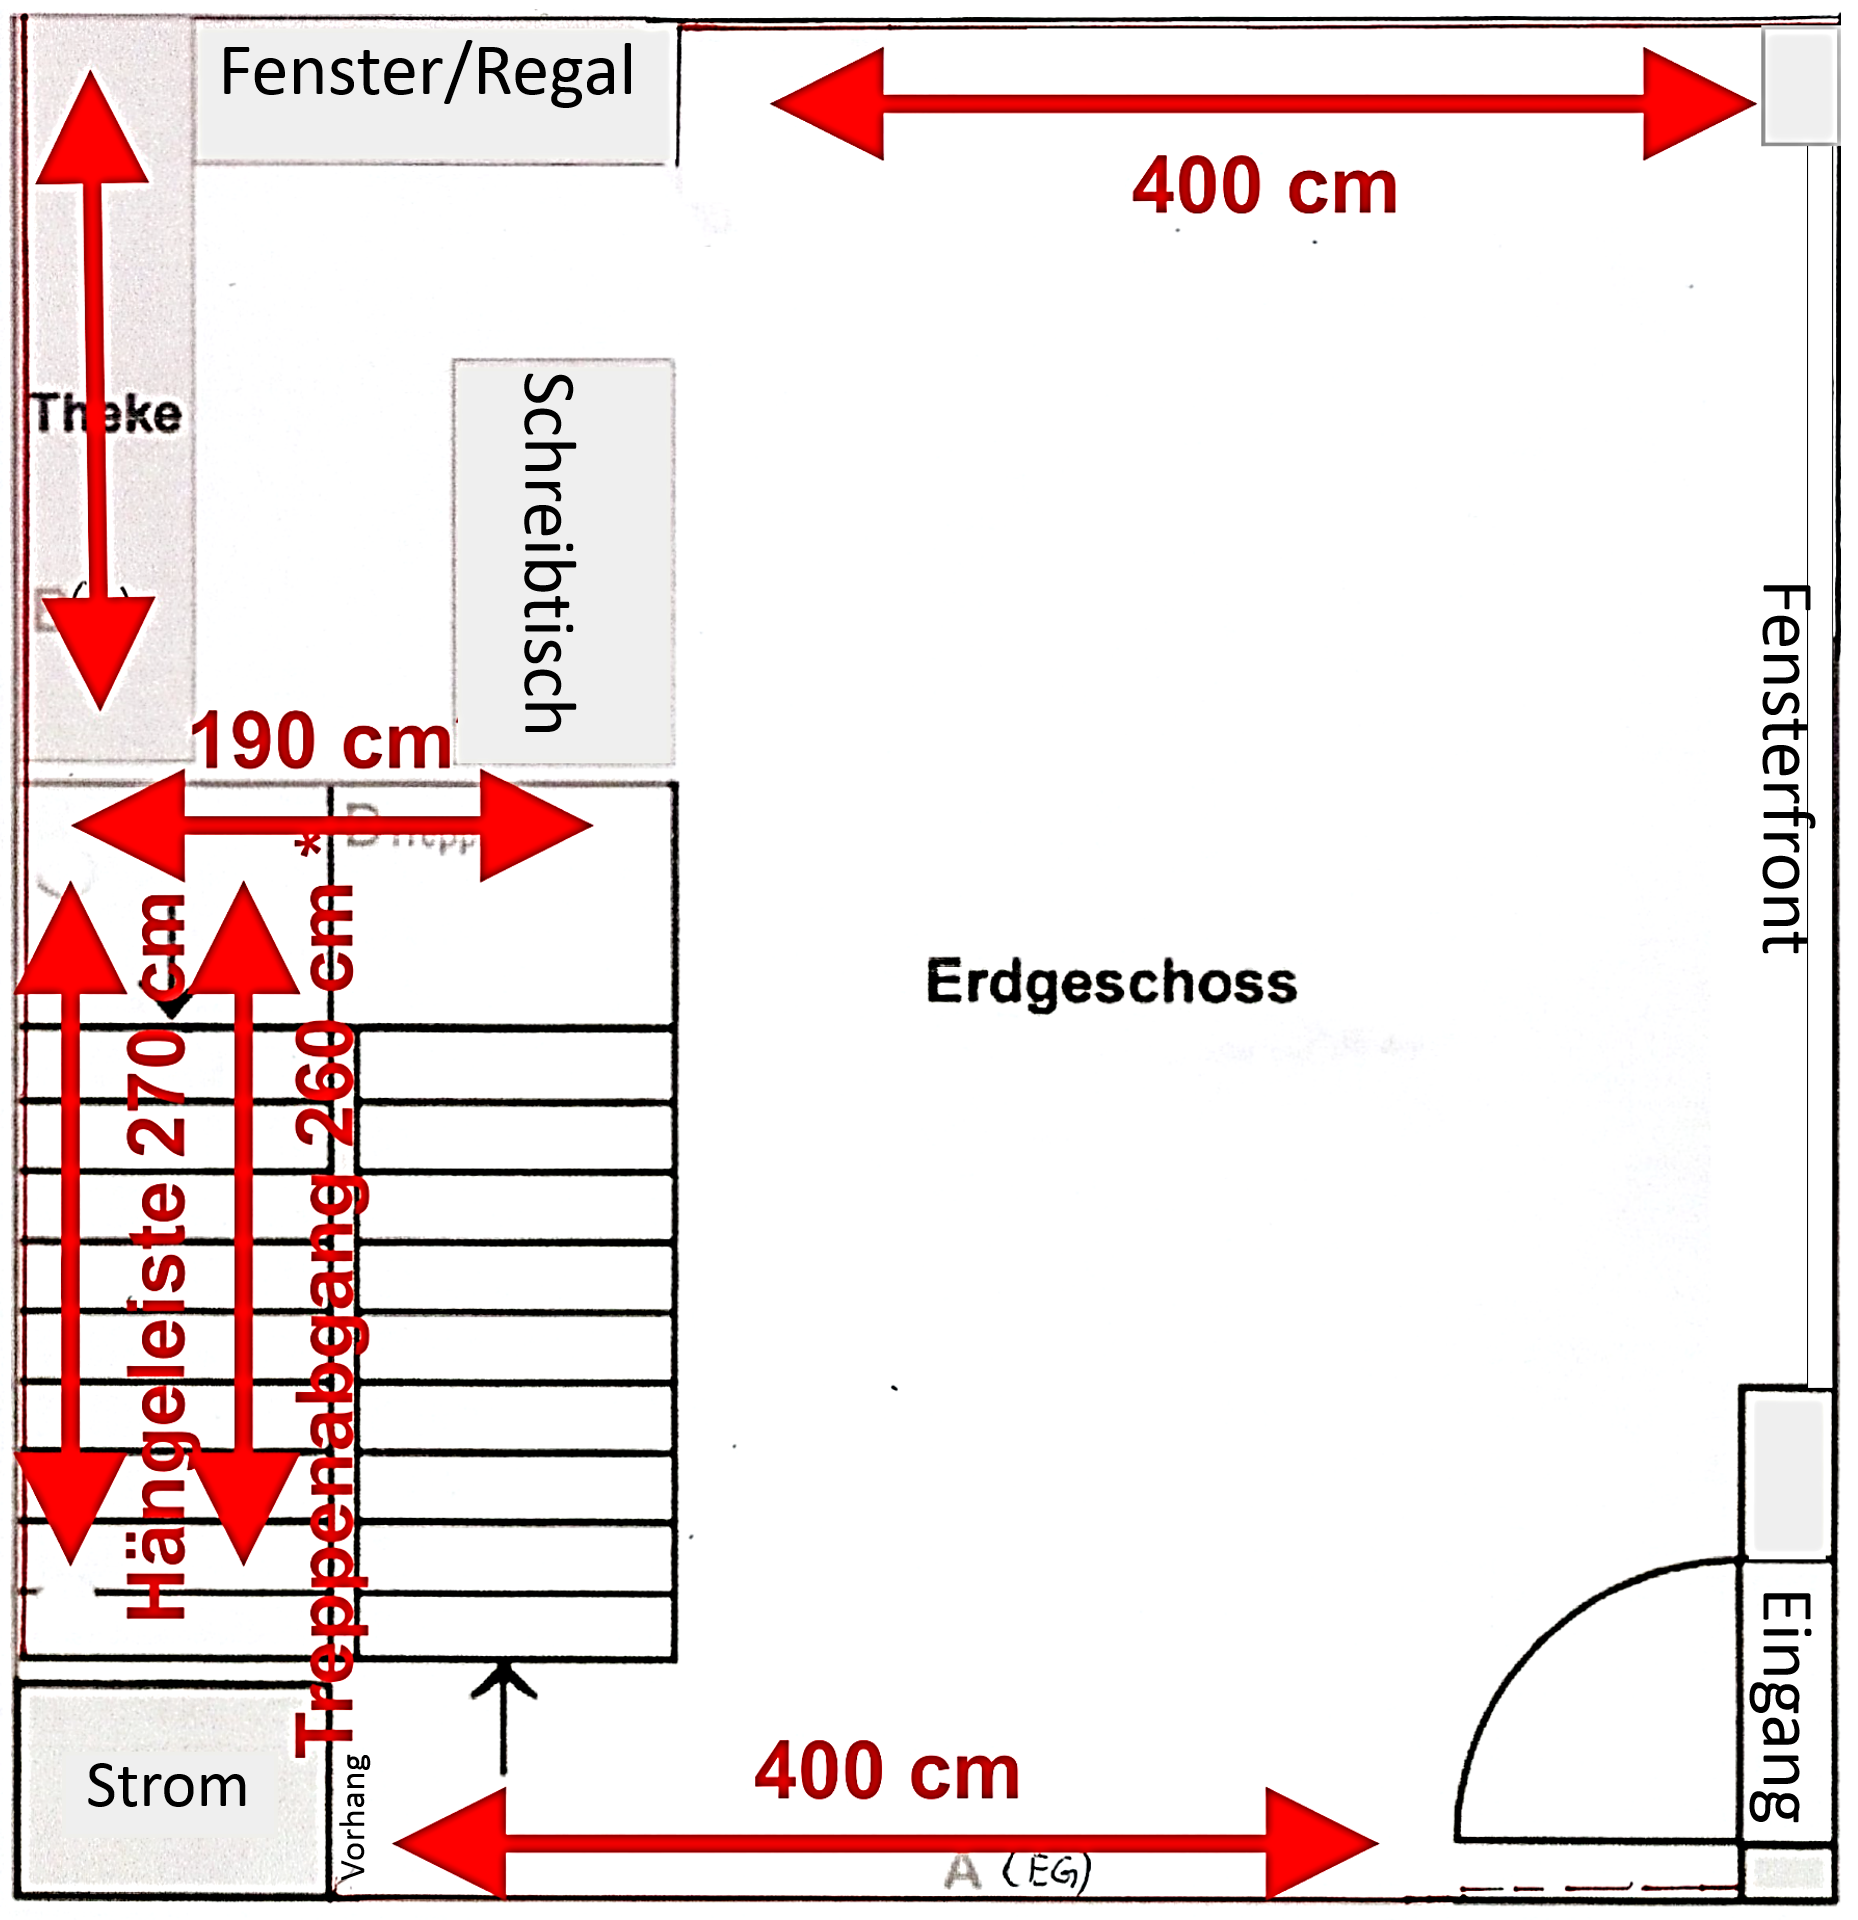 Fenster/Regal
400 cm
Theke
Schreibtisch
190 cm
Fensterfront
Hängeleiste 270 cm
Treppenabgang 260 cm *
Erdgeschoss
Eingang
Strom
Vorhang
400 cm
A (EG)